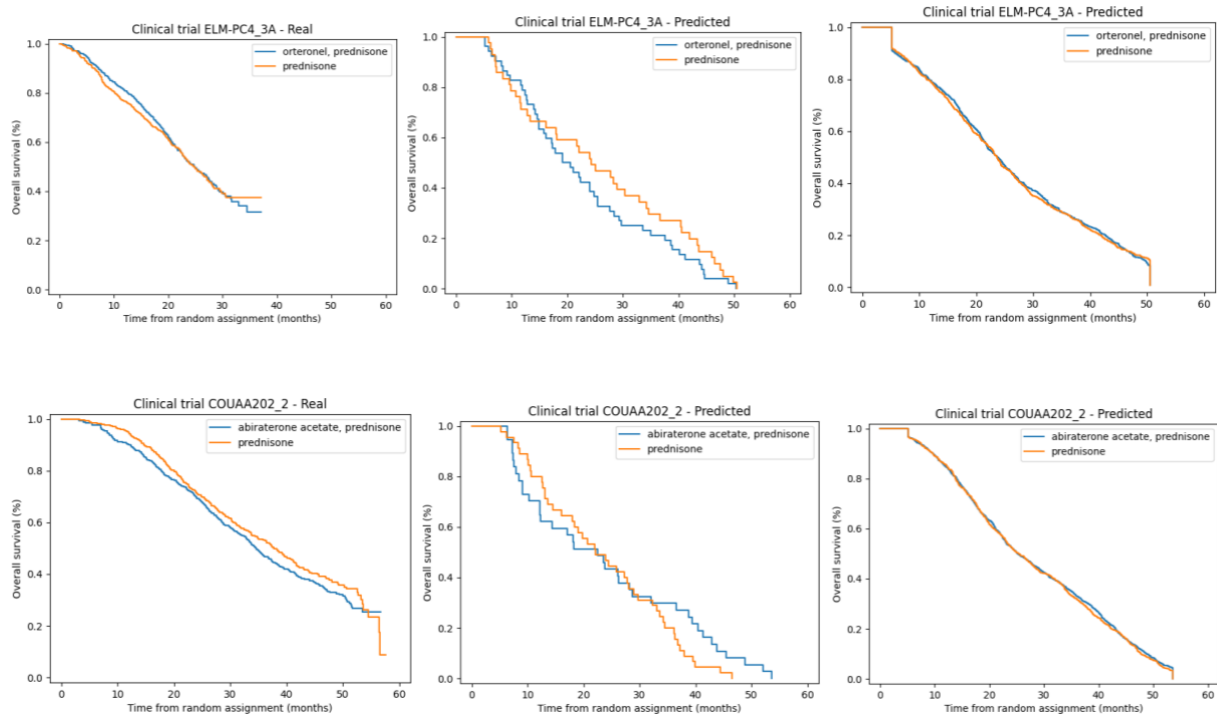 Clinical trial ELM-PC4_3A - Real
1.0
0.8
0.6
0.4
0.2
0.0
Overall survival (%)
orteronel, prednisone
prednisone
0 10 20 30 40 50 60
Time from random assignment (months)
Clinical trial ELM-PC4_3A - Predicted
1.0
0.8
0.6
0.4
0.2
0.0
Overall survival (%)
orteronel, prednisone
prednisone
0 10 20 30 40 50 60
Time from random assignment (months)
Clinical trial ELM-PC4_3A - Predicted
1.0
0.8
0.6
0.4
0.2
0.0
Overall survival (%)
orteronel, prednisone
prednisone
0 10 20 30 40 50 60
Time from random assignment (months)
Clinical trial COUAA202_2 - Real
1.0
0.8
0.6
0.4
0.2
0.0
Overall survival (%)
abiraterone acetate, prednisone
prednisone
0 10 20 30 40 50 60
Time from random assignment (months)
Clinical trial COUAA202_2 - Predicted
1.0
0.8
0.6
0.4
0.2
0.0
Overall survival (%)
abiraterone acetate, prednisone
prednisone
0 10 20 30 40 50 60
Time from random assignment (months)
Clinical trial COUAA202_2 - Predicted
1.0
0.8
0.6
0.4
0.2
0.0
Overall survival (%)
abiraterone acetate, prednisone
prednisone
0 10 20 30 40 50 60
Time from random assignment (months)